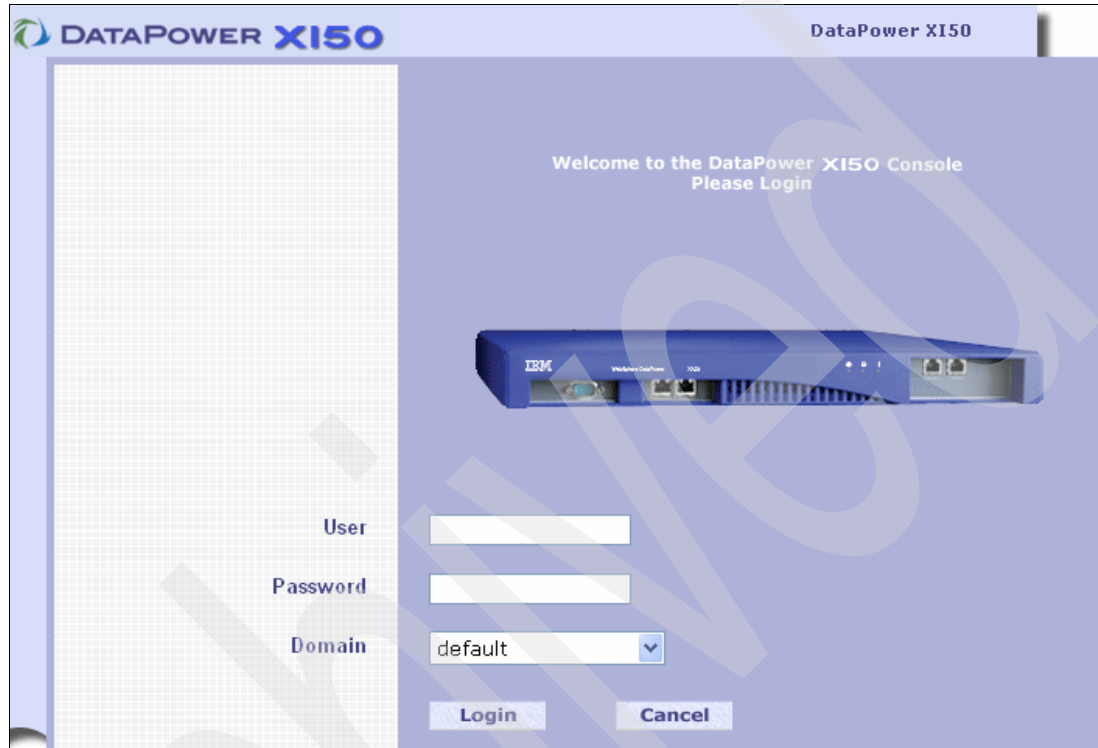 DATAPOWER XI50
DataPower XI50
Welcome to the DataPower XI50 Console
Please Login
IBM
User
Password
Domain
default
Login
Cancel